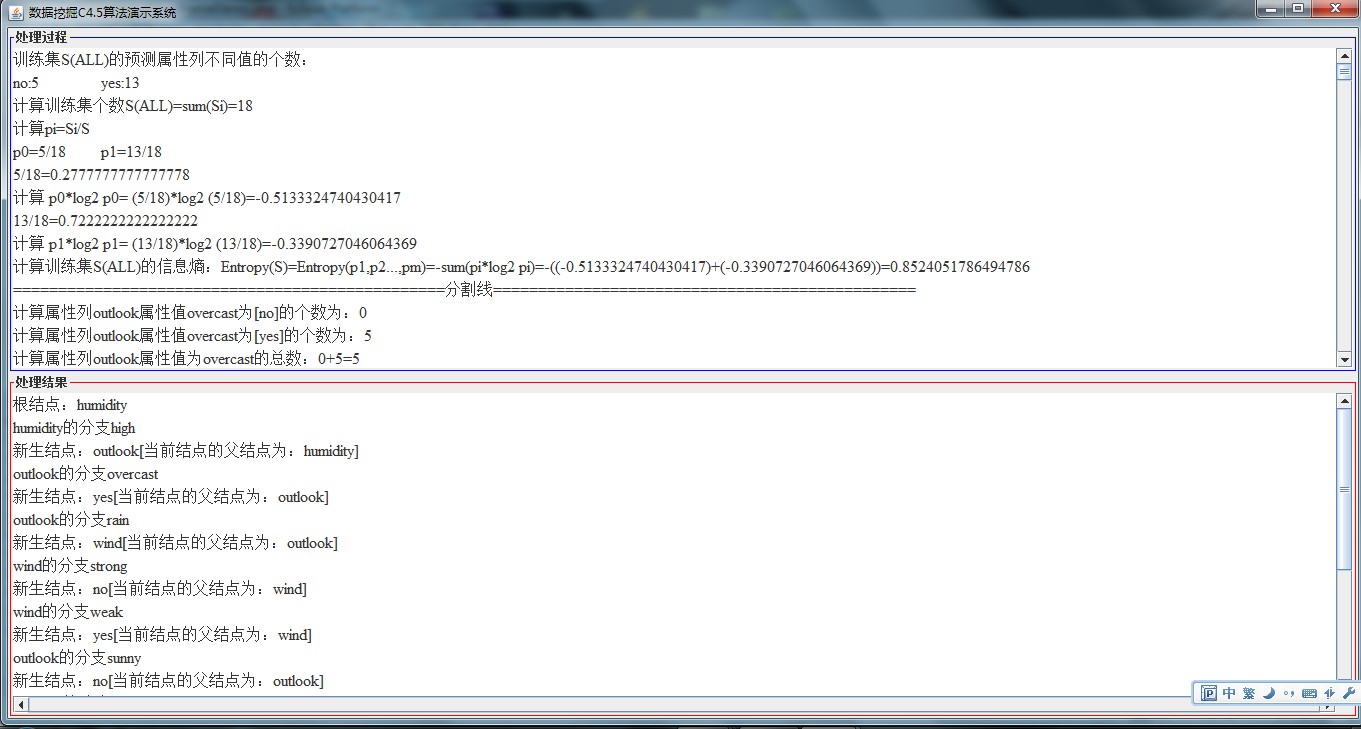 数据挖掘C4.5算法演示系统
处理过程
训练集S(ALL)的预测属性列不同值的个数：
no:5 yes:13
计算训练集个数S(ALL)=sum(Si)=18
计算pi=Si/S
p0=5/18 p1=13/18
5/18=0.2777777777777778
计算 p0*log2 p0= (5/18)*log2 (5/18)=-0.5133324740430417
13/18=0.7222222222222222
计算 p1*log2 p1= (13/18)*log2 (13/18)=-0.3390727046064369
计算训练集S(ALL)的信息熵：Entropy(S)=Entropy(p1,p2...,pm)=-sum(pi*log2 pi)=-((-0.5133324740430417)+(-0.3390727046064369))=0.8524051786494786
================================================分割线===============================================
计算属性列outlook属性值overcast为[no]的个数为：0
计算属性列outlook属性值overcast为[yes]的个数为：5
计算属性列outlook属性值为overcast的总数：0+5=5
处理结果
根结点：humidity
humidity的分支high
新生结点：outlook[当前结点的父结点为：humidity]
outlook的分支overcast
新生结点：yes[当前结点的父结点为：outlook]
outlook的分支rain
新生结点：wind[当前结点的父结点为：outlook]
wind的分支strong
新生结点：no[当前结点的父结点为：wind]
wind的分支weak
新生结点：yes[当前结点的父结点为：wind]
outlook的分支sunny
新生结点：no[当前结点的父结点为：outlook]
中 繁